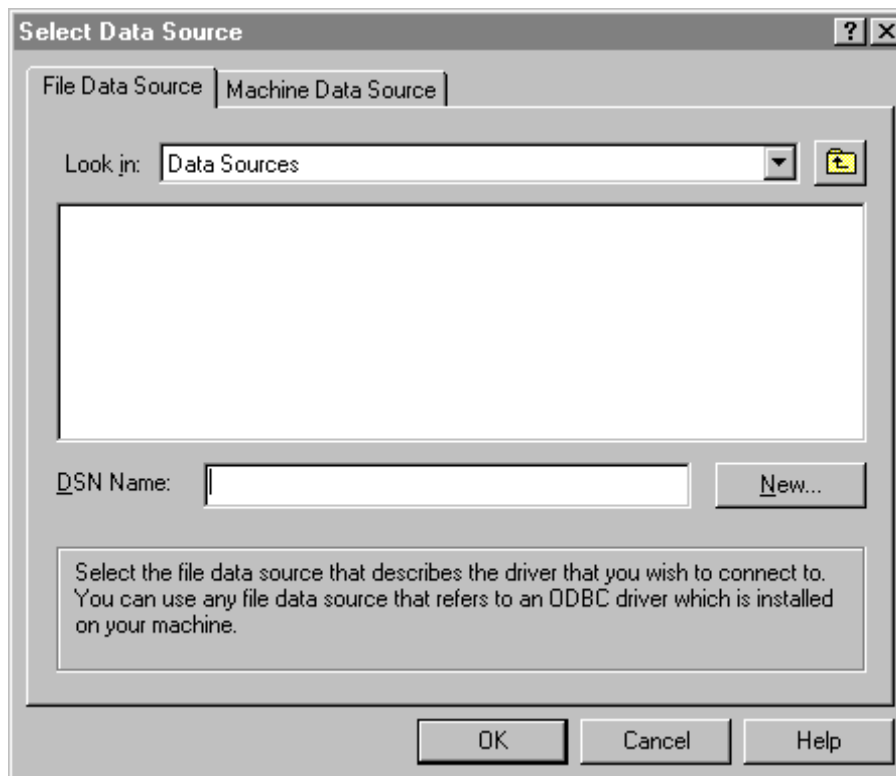 Select Data Source
File Data Source
Machine Data Source
Look in:
Data Sources
DSN Name:
New...
Select the file data source that describes the driver that you wish to connect to.
You can use any file data source that refers to an ODBC driver which is installed
on your machine.
OK
Cancel
Help